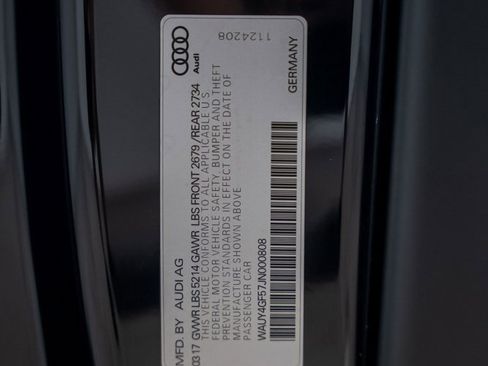 1124208
Audi
GERMANY
MFD. BY AUDI AG
0317 GVWR LBS 5214 GAWR LBS FRONT 2679 /REAR 2734
THIS VEHICLE CONFORMS TO ALL APPLICABLE U S
FEDERAL MOTOR VEHICLE SAFETY, BUMPER AND THEFT
PREVENTION STANDARDS IN EFFECT ON THE DATE OF
MANUFACTURE SHOWN ABOVE
PASSENGER CAR
WAUY4GF57JN000808